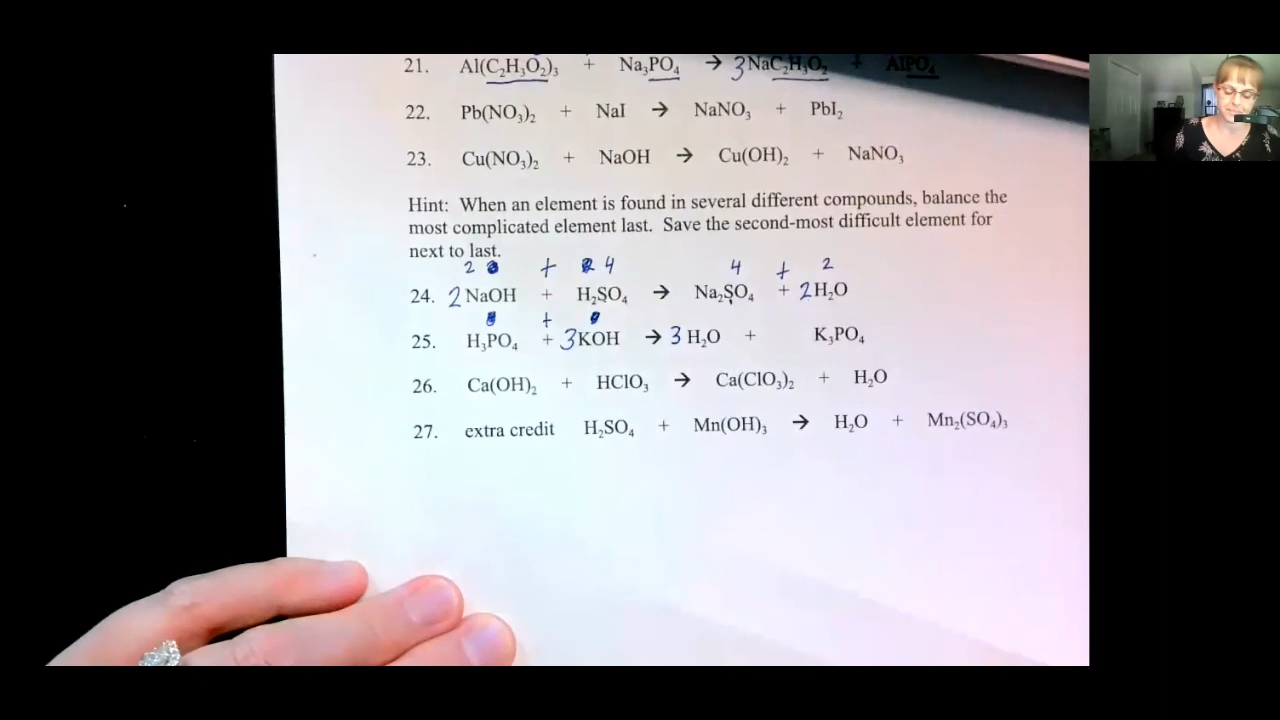 21. Al(C₂H₃O₂)₃ + Na₃PO₄ → 3NaC₂H₃O₂ + AlPO₄
22. Pb(NO₃)₂ + NaI → NaNO₃ + PbI₂
23. Cu(NO₃)₂ + NaOH → Cu(OH)₂ + NaNO₃
Hint: When an element is found in several different compounds, balance the
most complicated element last. Save the second-most difficult element for
next to last.
2 + 4 4 + 2
24. 2NaOH + H₂SO₄ → Na₂SO₄ + 2H₂O
+
25. H₃PO₄ + 3KOH → 3H₂O + K₃PO₄
26. Ca(OH)₂ + HClO₃ → Ca(ClO₃)₂ + H₂O
27. extra credit H₂SO₄ + Mn(OH)₃ → H₂O + Mn₂(SO₄)₃